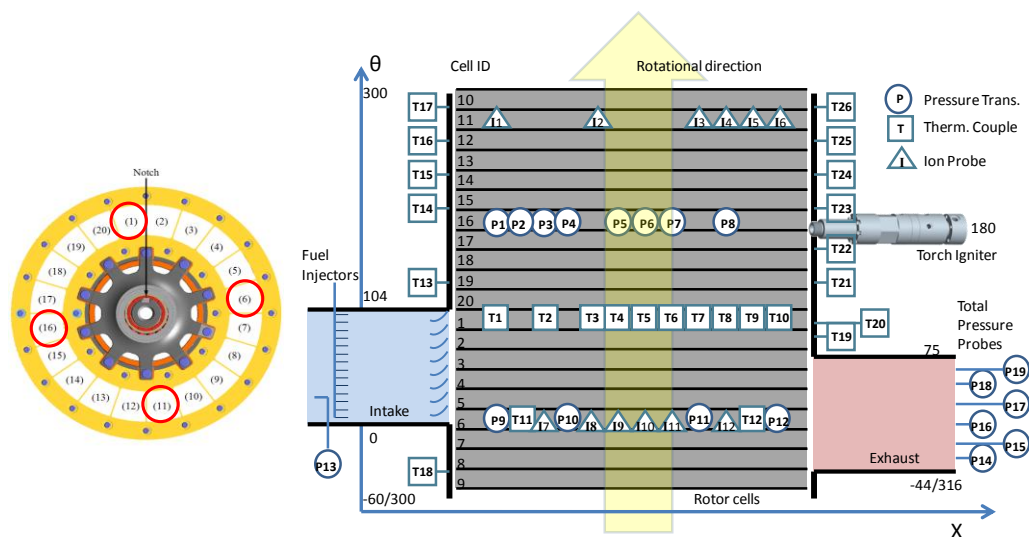 Notch
(1)
(2)
(3)
(4)
(5)
(6)
(7)
(8)
(9)
(10)
(11)
(12)
(13)
(14)
(15)
(16)
(17)
(18)
(19)
(20)
θ
Cell ID
Rotational direction
300
T17
10
T26
P Pressure Trans.
11
I1 I2 I3 I4 I5 I6
T Therm. Couple
T16
12
T25
I Ion Probe
13
T15
14
T24
15
T14
T23
16
P1 P2 P3 P4 P5 P6 P7 P8
180
17
T22
Torch Igniter
18
Fuel
Injectors
T13
19
T21
104
20
1
T1 T2 T3 T4 T5 T6 T7 T8 T9 T10
T19
T20
Total
Pressure
Probes
2
75
3
P19
4
P18
5
P17
Intake
6
P9 T11 I7 P10 I8 I9 I10 I11 P11 I12 T12 P12
P16
0
7
P15
P13
T18
8
Exhaust
P14
9
-60/300
Rotor cells
-44/316
X